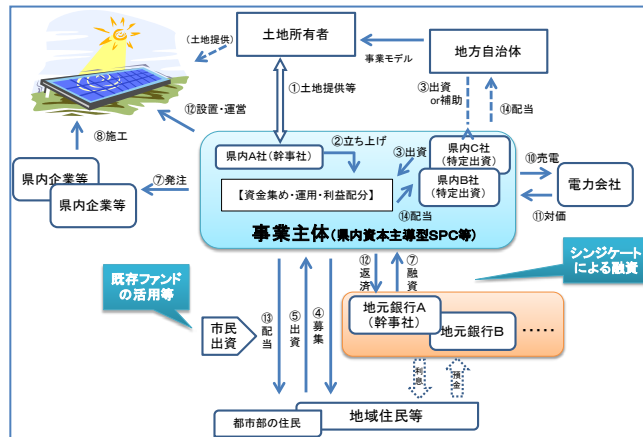 (土地提供)
土地所有者
事業モデル
地方自治体
①土地提供等
③出資
or補助
⑭配当
⑫設置・運営
⑧施工
県内企業等
県内企業等
⑦発注
県内A社(幹事社)
②立ち上げ
③出資
県内C社
(特定出資)
県内B社
(特定出資)
【資金集め・運用・利益配分】
⑭配当
事業主体(県内資本主導型SPC等)
⑩売電
電力会社
⑪対価
シンジケート
による融資
既存ファンド
の活用等
市民
出資
⑬配当
⑤出資
④募集
⑫返済
⑦融資
地元銀行A
(幹事社)
地元銀行B
・・・・・
利息
預金
都市部の住民
地域住民等